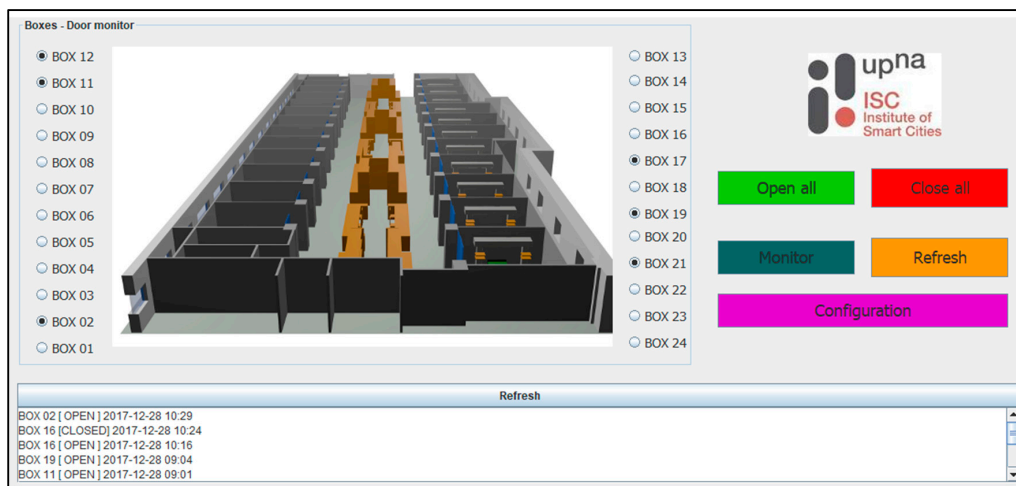 Boxes - Door monitor
BOX 12
BOX 11
BOX 10
BOX 09
BOX 08
BOX 07
BOX 06
BOX 05
BOX 04
BOX 03
BOX 02
BOX 01
BOX 13
BOX 14
BOX 15
BOX 16
BOX 17
BOX 18
BOX 19
BOX 20
BOX 21
BOX 22
BOX 23
BOX 24
upna
ISC
Institute of
Smart Cities
Open all
Close all
Monitor
Refresh
Configuration
Refresh
BOX 02 [ OPEN ] 2017-12-28 10:29
BOX 16 [CLOSED] 2017-12-28 10:24
BOX 16 [ OPEN ] 2017-12-28 10:16
BOX 19 [ OPEN ] 2017-12-28 09:04
BOX 11 [ OPEN ] 2017-12-28 09:01